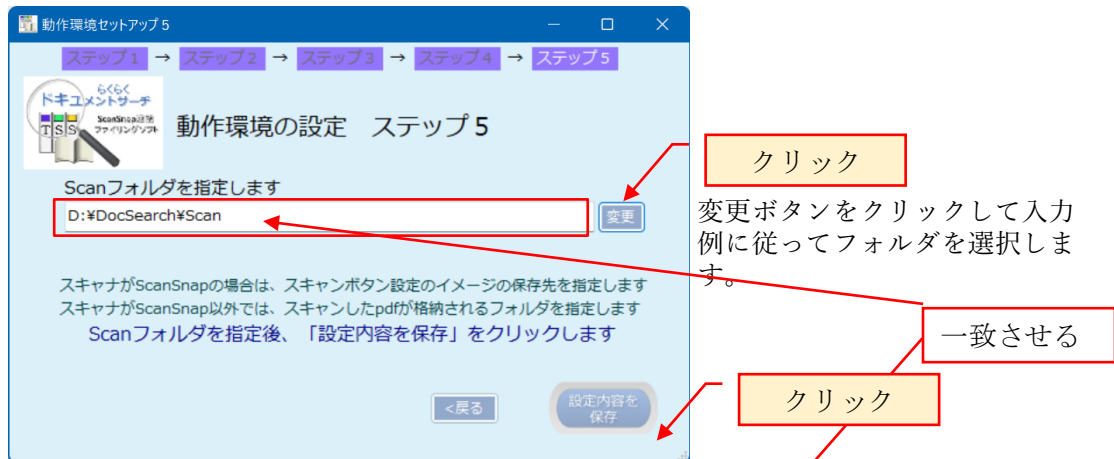 動作環境セットアップ5
ステップ1 → ステップ2 → ステップ3 → ステップ4 → ステップ5
らくらく
ドキュメントサーチ
ScanSnap連携
ファイリングソフト
TSS
動作環境の設定　ステップ5
クリック
Scanフォルダを指定します
D:¥DocSearch¥Scan
変更
変更ボタンをクリックして入力
例に従ってフォルダを選択しま
す。
スキャナがScanSnapの場合は、スキャンボタン設定のイメージの保存先を指定します
スキャナがScanSnap以外では、スキャンしたpdfが格納されるフォルダを指定します
Scanフォルダを指定後、「設定内容を保存」をクリックします
一致させる
クリック
<戻る
設定内容を
保存